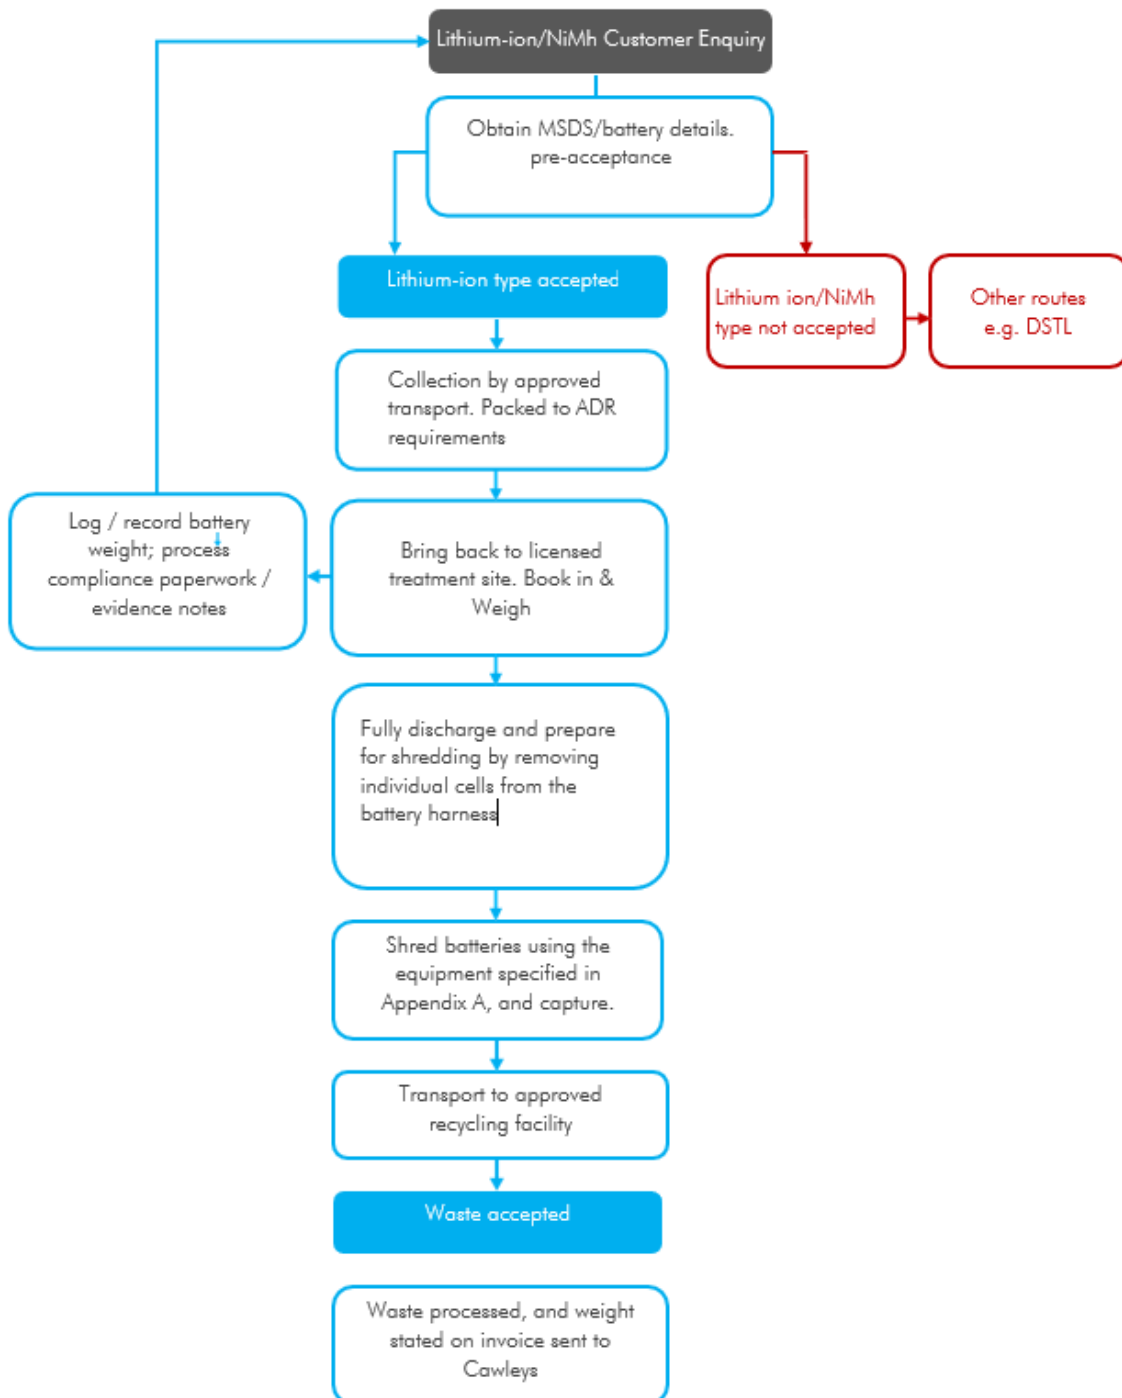 Lithium-ion/NiMh Customer Enquiry
Obtain MSDS/battery details.
pre-acceptance
Lithium-ion type accepted
Lithium ion/NiMh
type not accepted
Other routes
e.g. DSTL
Collection by approved
transport. Packed to ADR
requirements
Log / record battery
weight; process
compliance paperwork /
evidence notes
Bring back to licensed
treatment site. Book in &
Weigh
Fully discharge and prepare
for shredding by removing
individual cells from the
battery harness
Shred batteries using the
equipment specified in
Appendix A, and capture.
Transport to approved
recycling facility
Waste accepted
Waste processed, and weight
stated on invoice sent to
Cawleys